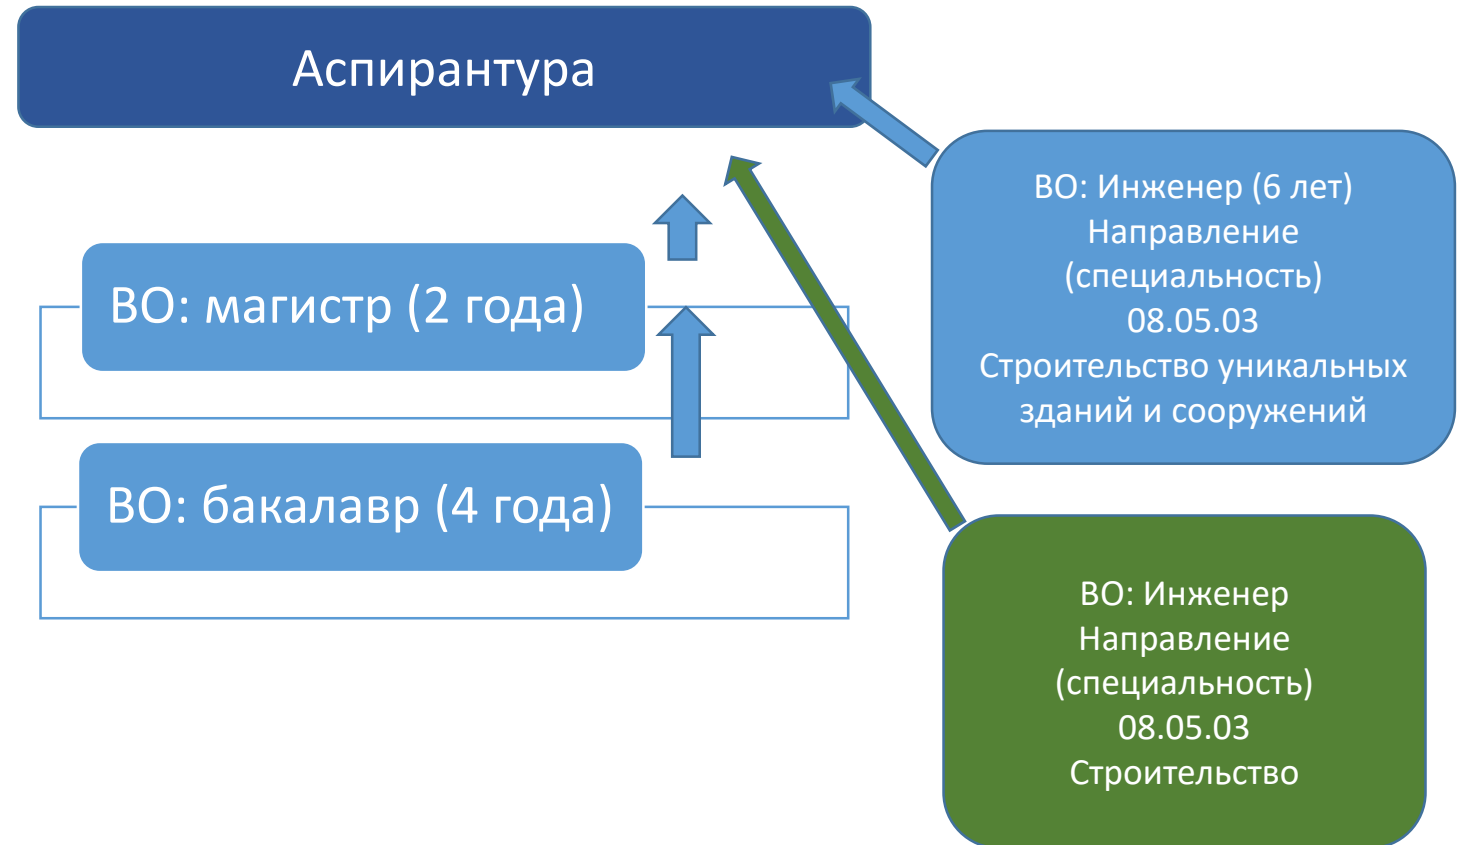 Аспирантура
ВО: магистр (2 года)
ВО: бакалавр (4 года)
ВО: Инженер (6 лет)
Направление
(специальность)
08.05.03
Строительство уникальных
зданий и сооружений
ВО: Инженер
Направление
(специальность)
08.05.03
Строительство